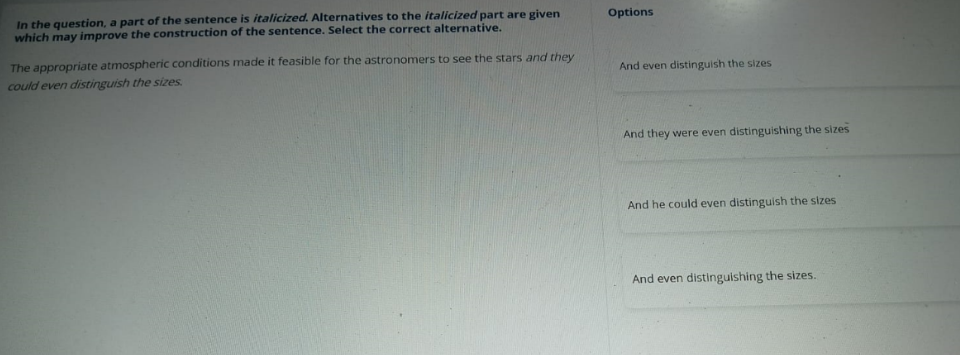 In the question, a part of the sentence is italicized. Alternatives to the italicized part are given
which may improve the construction of the sentence. Select the correct alternative.
The appropriate atmospheric conditions made it feasible for the astronomers to see the stars and they
could even distinguish the sizes.
Options
And even distinguish the sizes
And they were even distinguishing the sizes
And he could even distinguish the sizes
And even distinguishing the sizes.